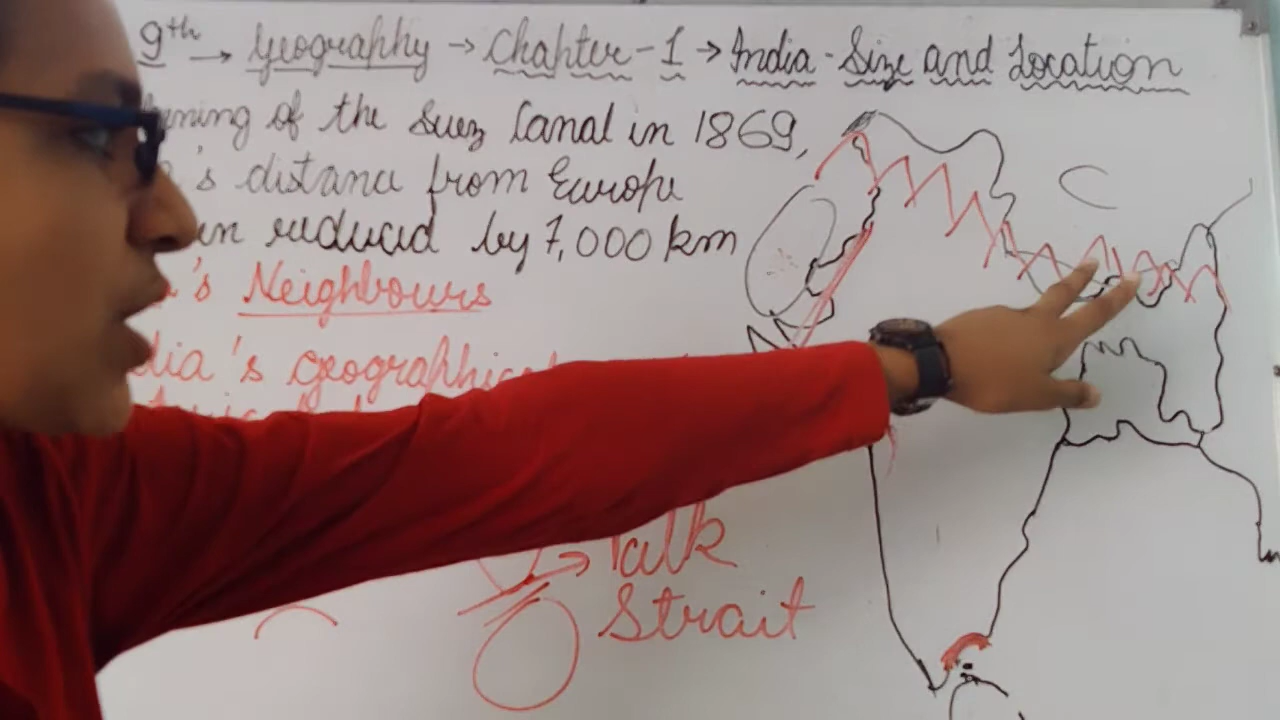 9th → Geography → Chapter-1 → India - Size and Location
ning of the Suez Canal in 1869,
's distance from Europe
reduced by 7,000 km
's Neighbours
dia's geographical
Palk
Strait
C